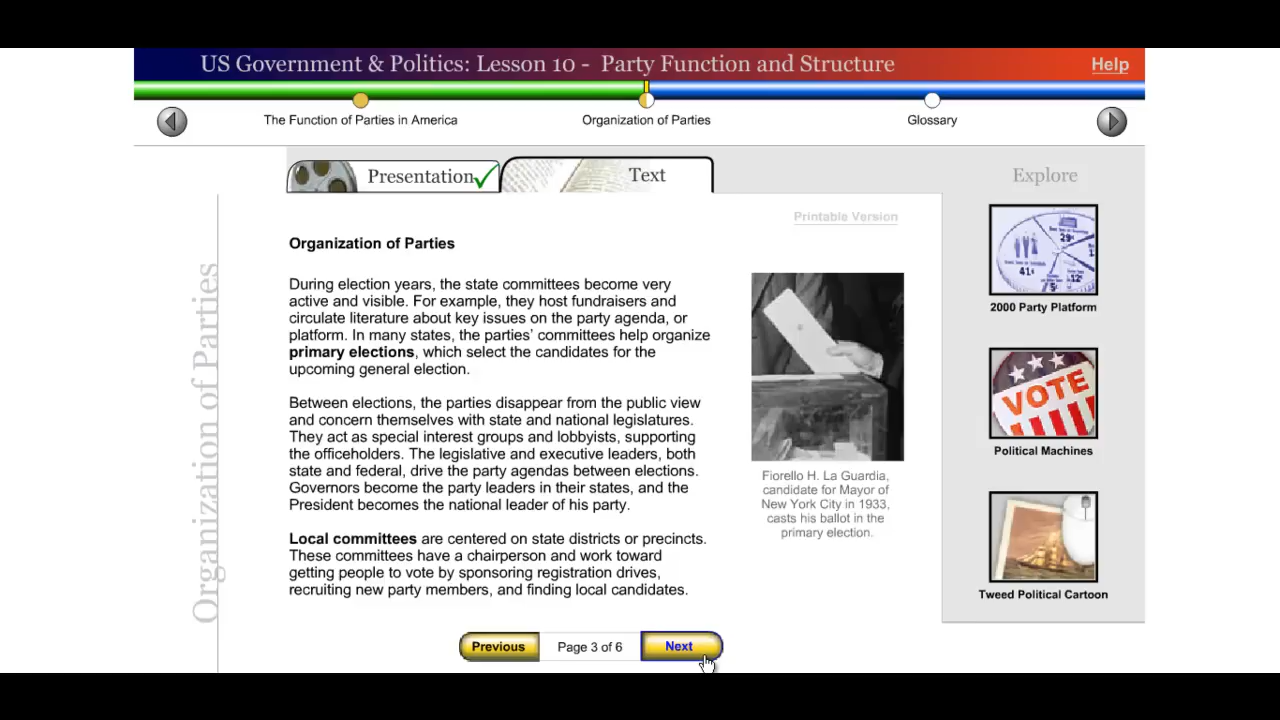 US Government & Politics: Lesson 10 - Party Function and Structure
Help
The Function of Parties in America
Organization of Parties
Glossary
Presentation
Text
Explore
Printable Version
Organization of Parties
Organization of Parties
During election years, the state committees become very
active and visible. For example, they host fundraisers and
circulate literature about key issues on the party agenda, or
platform. In many states, the parties' committees help organize
primary elections, which select the candidates for the
upcoming general election.
Between elections, the parties disappear from the public view
and concern themselves with state and national legislatures.
They act as special interest groups and lobbyists, supporting
the officeholders. The legislative and executive leaders, both
state and federal, drive the party agendas between elections.
Governors become the party leaders in their states, and the
President becomes the national leader of his party.
Local committees are centered on state districts or precincts.
These committees have a chairperson and work toward
getting people to vote by sponsoring registration drives,
recruiting new party members, and finding local candidates.
Fiorello H. La Guardia,
candidate for Mayor of
New York City in 1933,
casts his ballot in the
primary election.
29¢
41¢
2000 Party Platform
VOTE
Political Machines
Tweed Political Cartoon
Previous
Page 3 of 6
Next